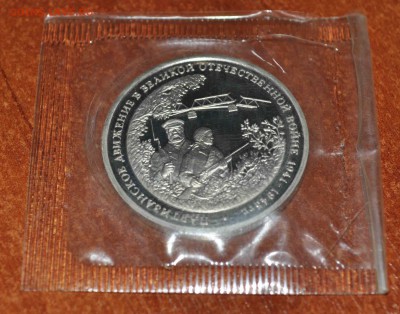 ПАРТИЗАНСКОЕ ДВИЖЕНИЕ В ВЕЛИКОЙ ОТЕЧЕСТВЕННОЙ ВОЙНЕ 1941-1945 гг.